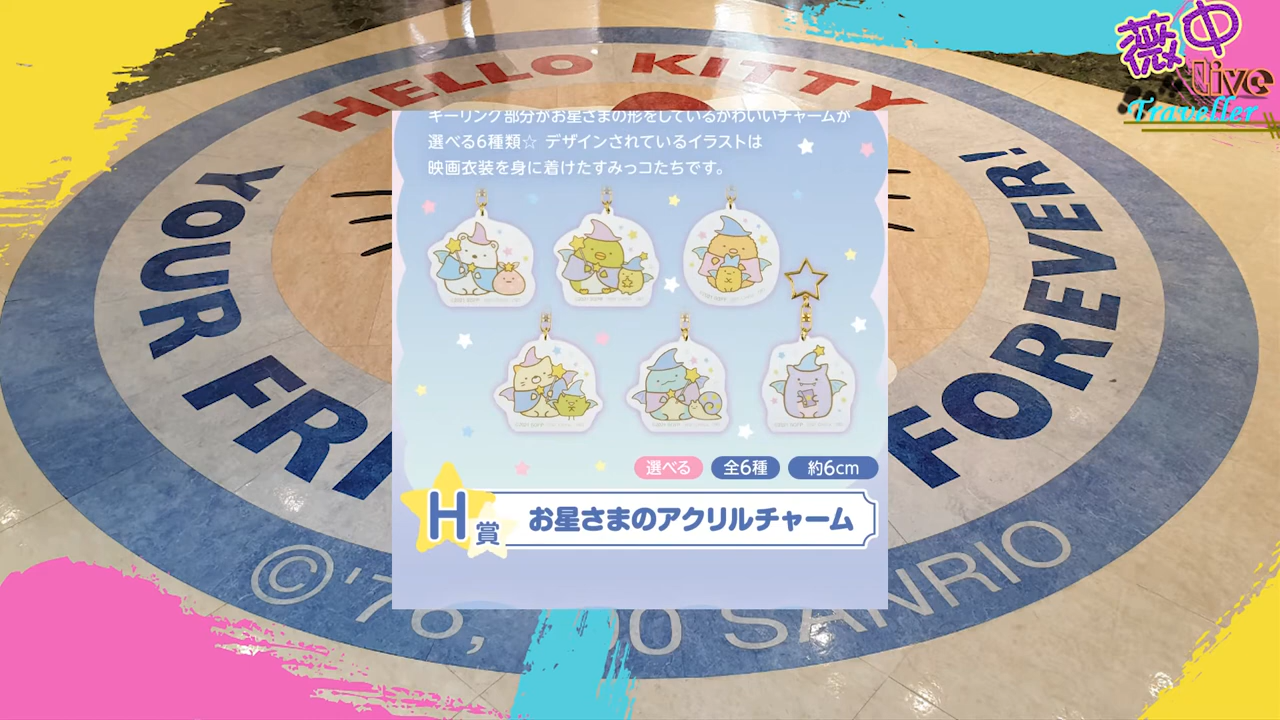 薇中
Live
Traveller
HELLO KITTY
YOUR FRI
FOREVER!
キーリング部分がお星さまの形をしているかわいいチャームが
選べる6種類☆ デザインされているイラストは
映画衣装を身に着けたすみっコたちです。
選べる 全6種 約6cm
H賞 お星さまのアクリルチャーム
©'76, 00 SANRIO